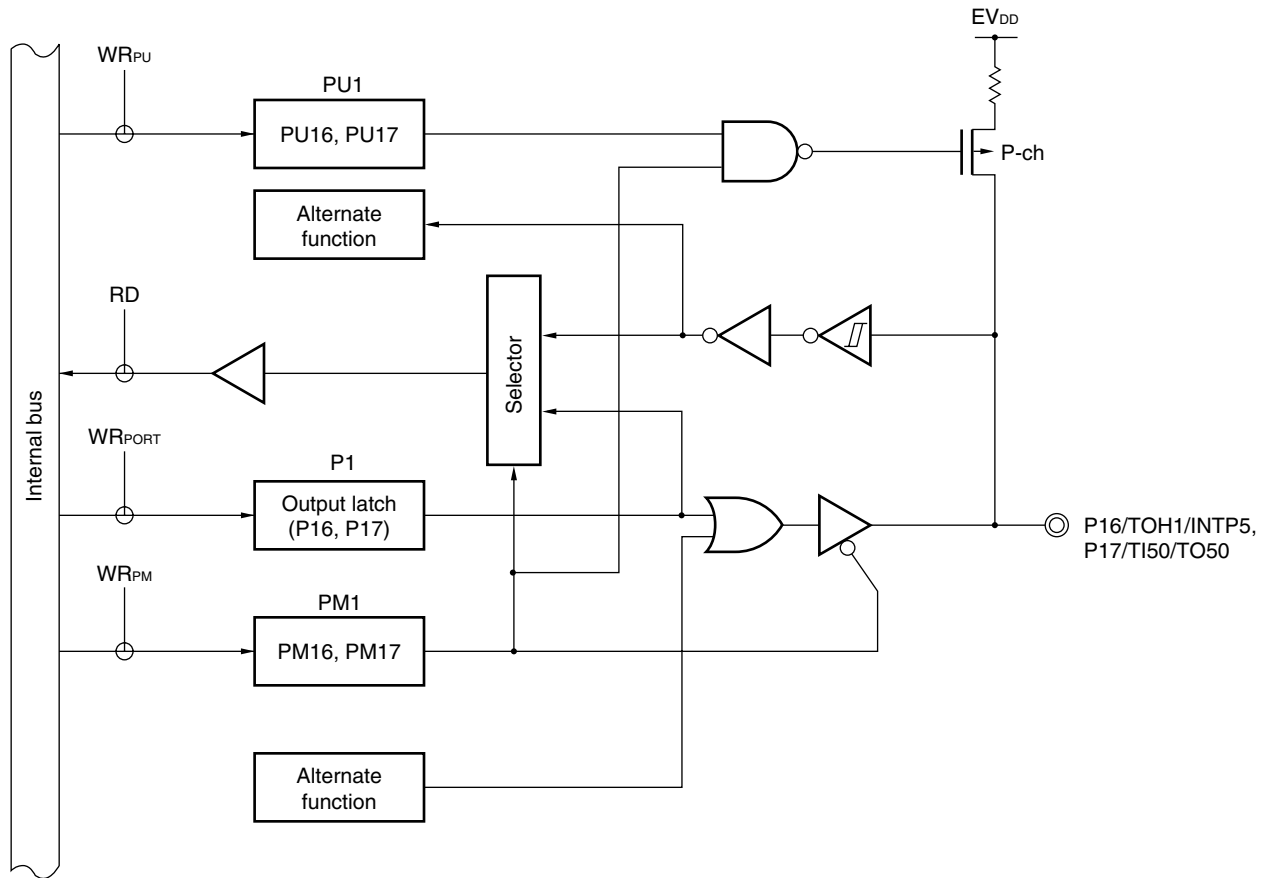 EVDD
WRPU
PU1
PU16, PU17
P-ch
Alternate
function
RD
Selector
Internal bus
WRPORT
P1
Output latch
(P16, P17)
P16/TOH1/INTP5,
P17/TI50/TO50
WRPM
PM1
PM16, PM17
Alternate
function